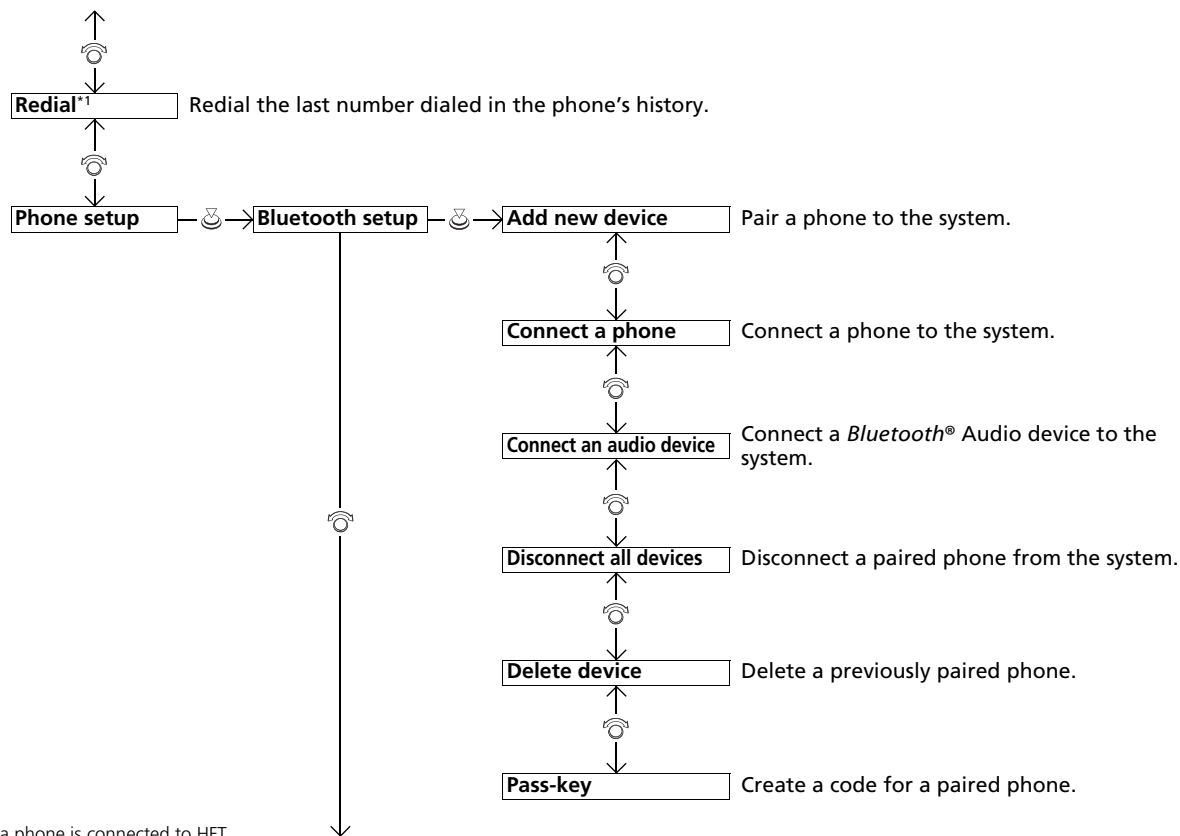 Redial*1 Redial the last number dialed in the phone's history.
Phone setup Bluetooth setup Add new device Pair a phone to the system.
Connect a phone Connect a phone to the system.
Connect an audio device Connect a Bluetooth® Audio device to the
system.
Disconnect all devices Disconnect a paired phone from the system.
Delete device Delete a previously paired phone.
Pass-key Create a code for a paired phone.
a phone is connected to HFT